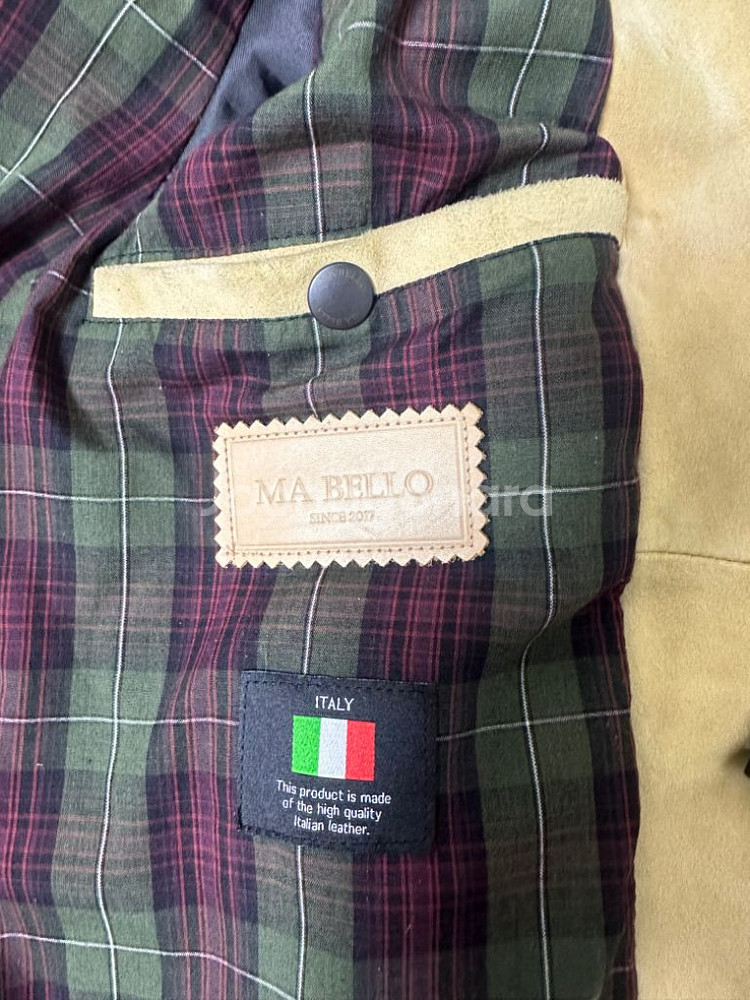 MA BELLO
SINCE 2017
ITALY
This product is made
of the high quality
Italian leather.